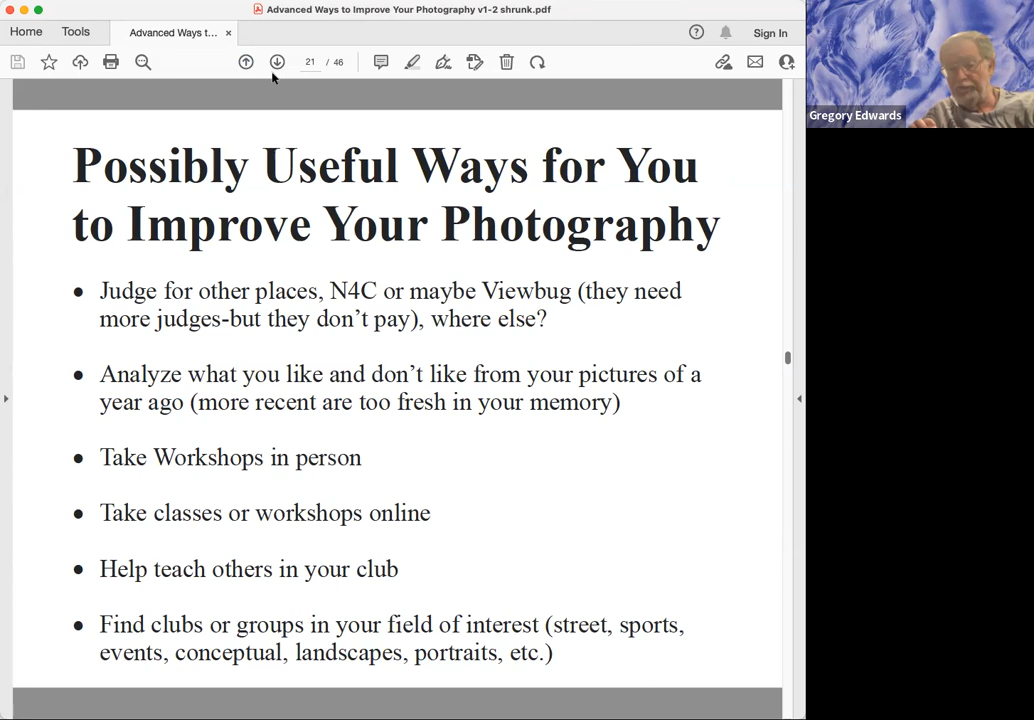 Advanced Ways to Improve Your Photography v1-2 shrunk.pdf
Home Tools Advanced Ways t... × ? Sign In
21 / 46
Gregory Edwards
Possibly Useful Ways for You
to Improve Your Photography
• Judge for other places, N4C or maybe Viewbug (they need
more judges-but they don’t pay), where else?
• Analyze what you like and don’t like from your pictures of a
year ago (more recent are too fresh in your memory)
• Take Workshops in person
• Take classes or workshops online
• Help teach others in your club
• Find clubs or groups in your field of interest (street, sports,
events, conceptual, landscapes, portraits, etc.)